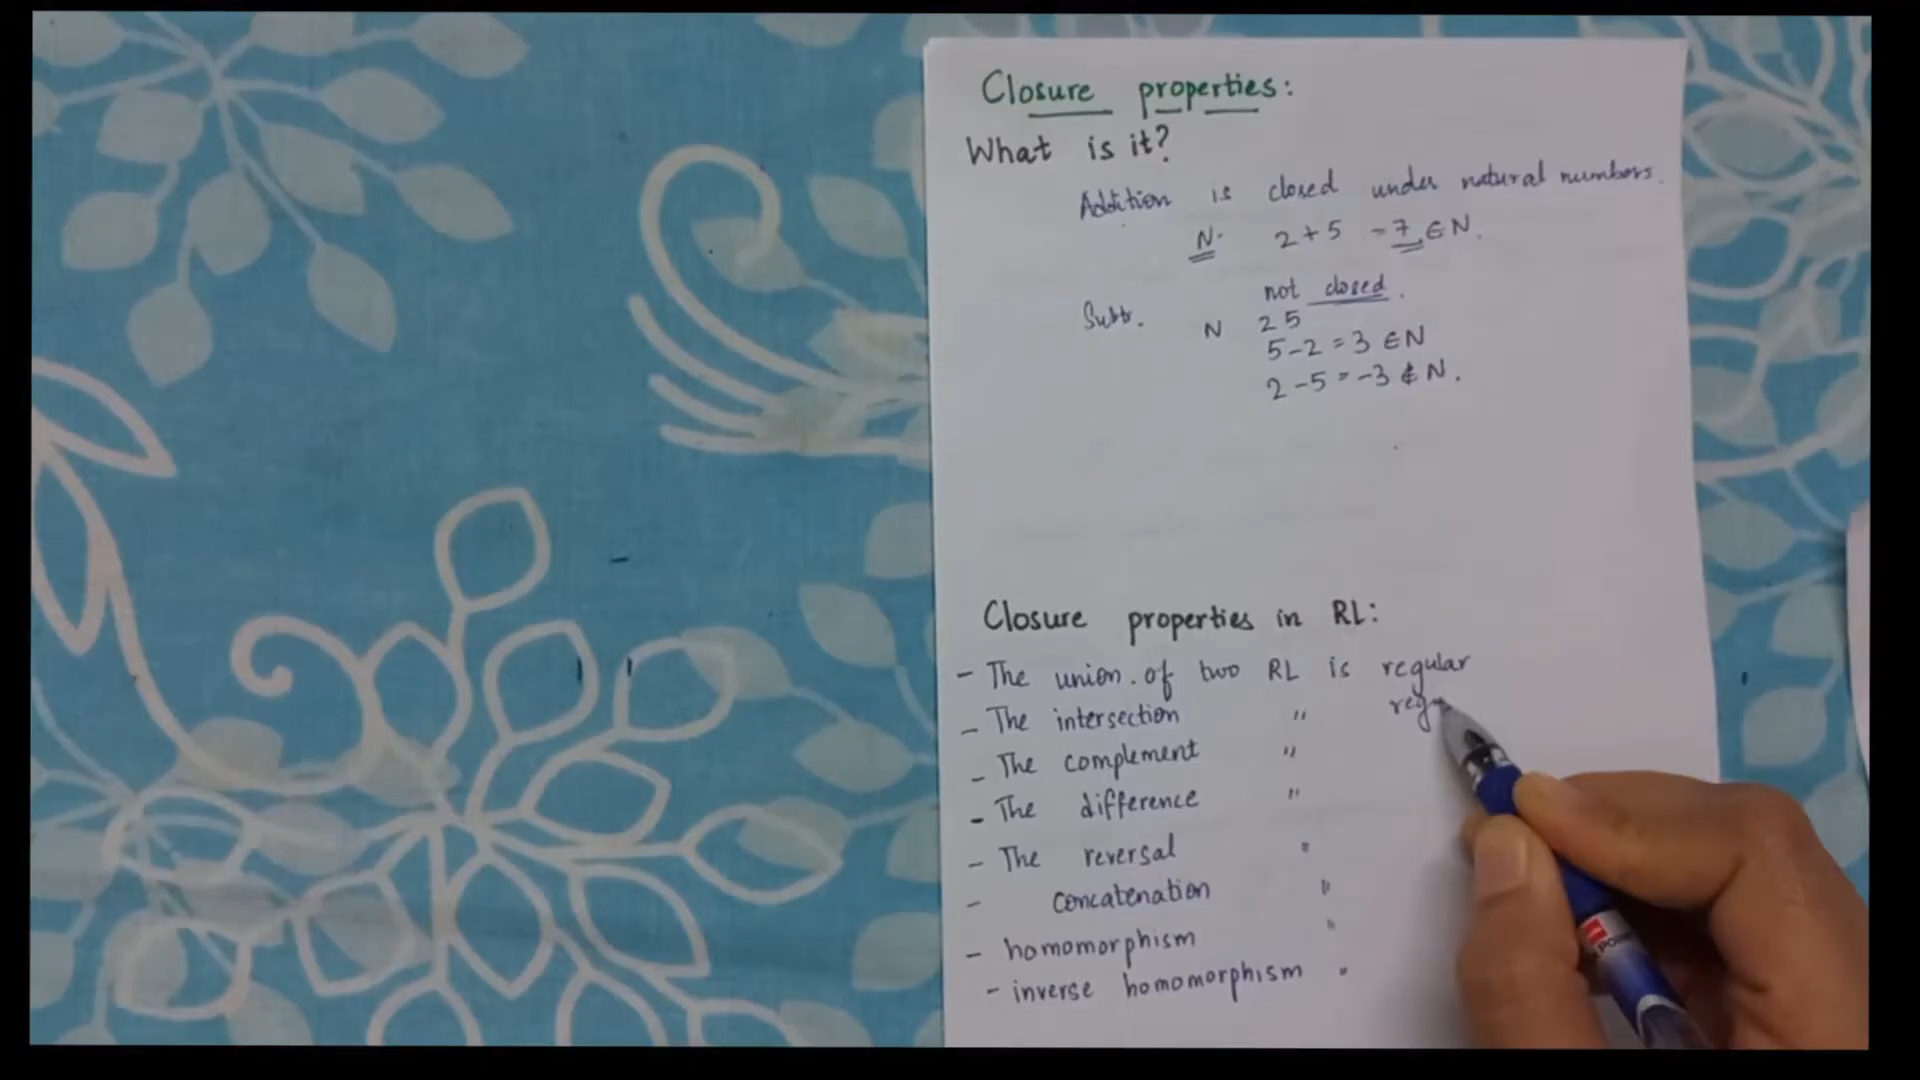 Closure properties:
What is it?
Addition is closed under natural numbers.
N. 2 + 5 = 7 ∈ N.
not closed.
Subtr. N 2 5
5 - 2 = 3 ∈ N
2 - 5 = -3 ∉ N.
Closure properties in RL:
- The union of two RL is regular
- The intersection " regu
- The complement "
- The difference "
- The reversal "
- concatenation "
- homomorphism "
- inverse homomorphism "